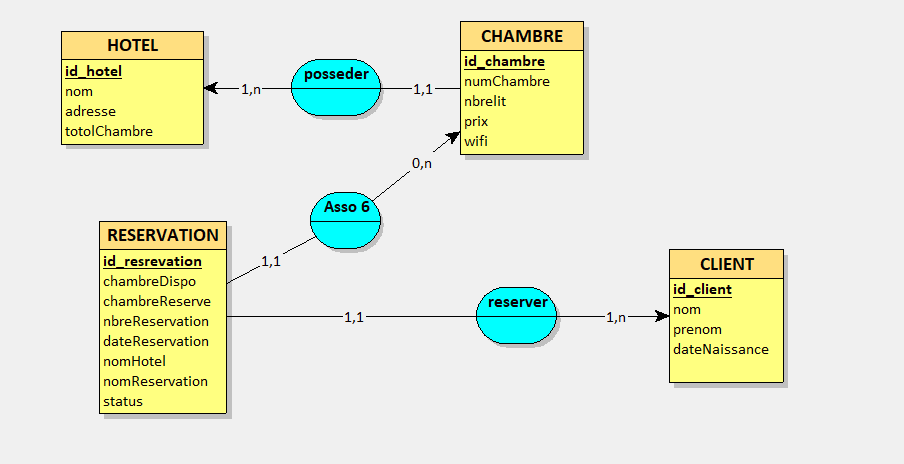 HOTEL
id_hotel
nom
adresse
totolChambre
1,n
posseder
1,1
CHAMBRE
id_chambre
numChambre
nbrelit
prix
wifi
0,n
Asso 6
1,1
RESERVATION
id_resrevation
chambreDispo
chambreReserve
nbreReservation
dateReservation
nomHotel
nomReservation
status
1,1
reserver
1,n
CLIENT
id_client
nom
prenom
dateNaissance